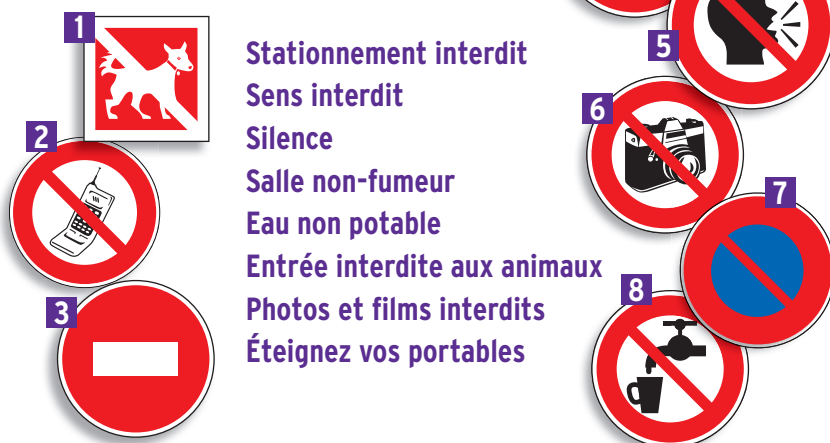 1
2
3
Stationnement interdit
Sens interdit
Silence
Salle non-fumeur
Eau non potable
Entrée interdite aux animaux
Photos et films interdits
Éteignez vos portables
5
6
7
8